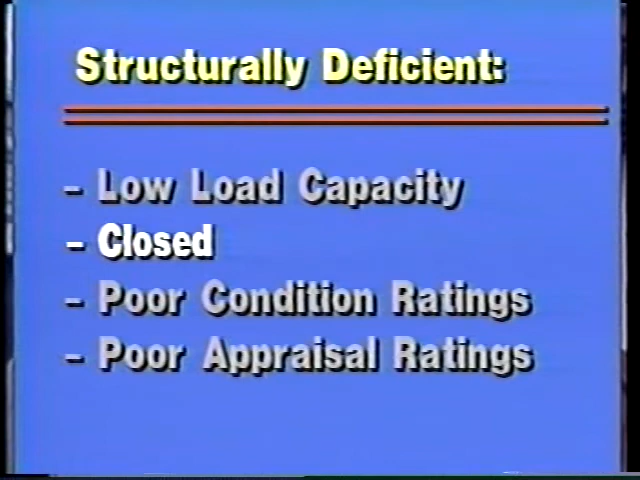 Structurally Deficient:
– Low Load Capacity
– Closed
– Poor Condition Ratings
– Poor Appraisal Ratings